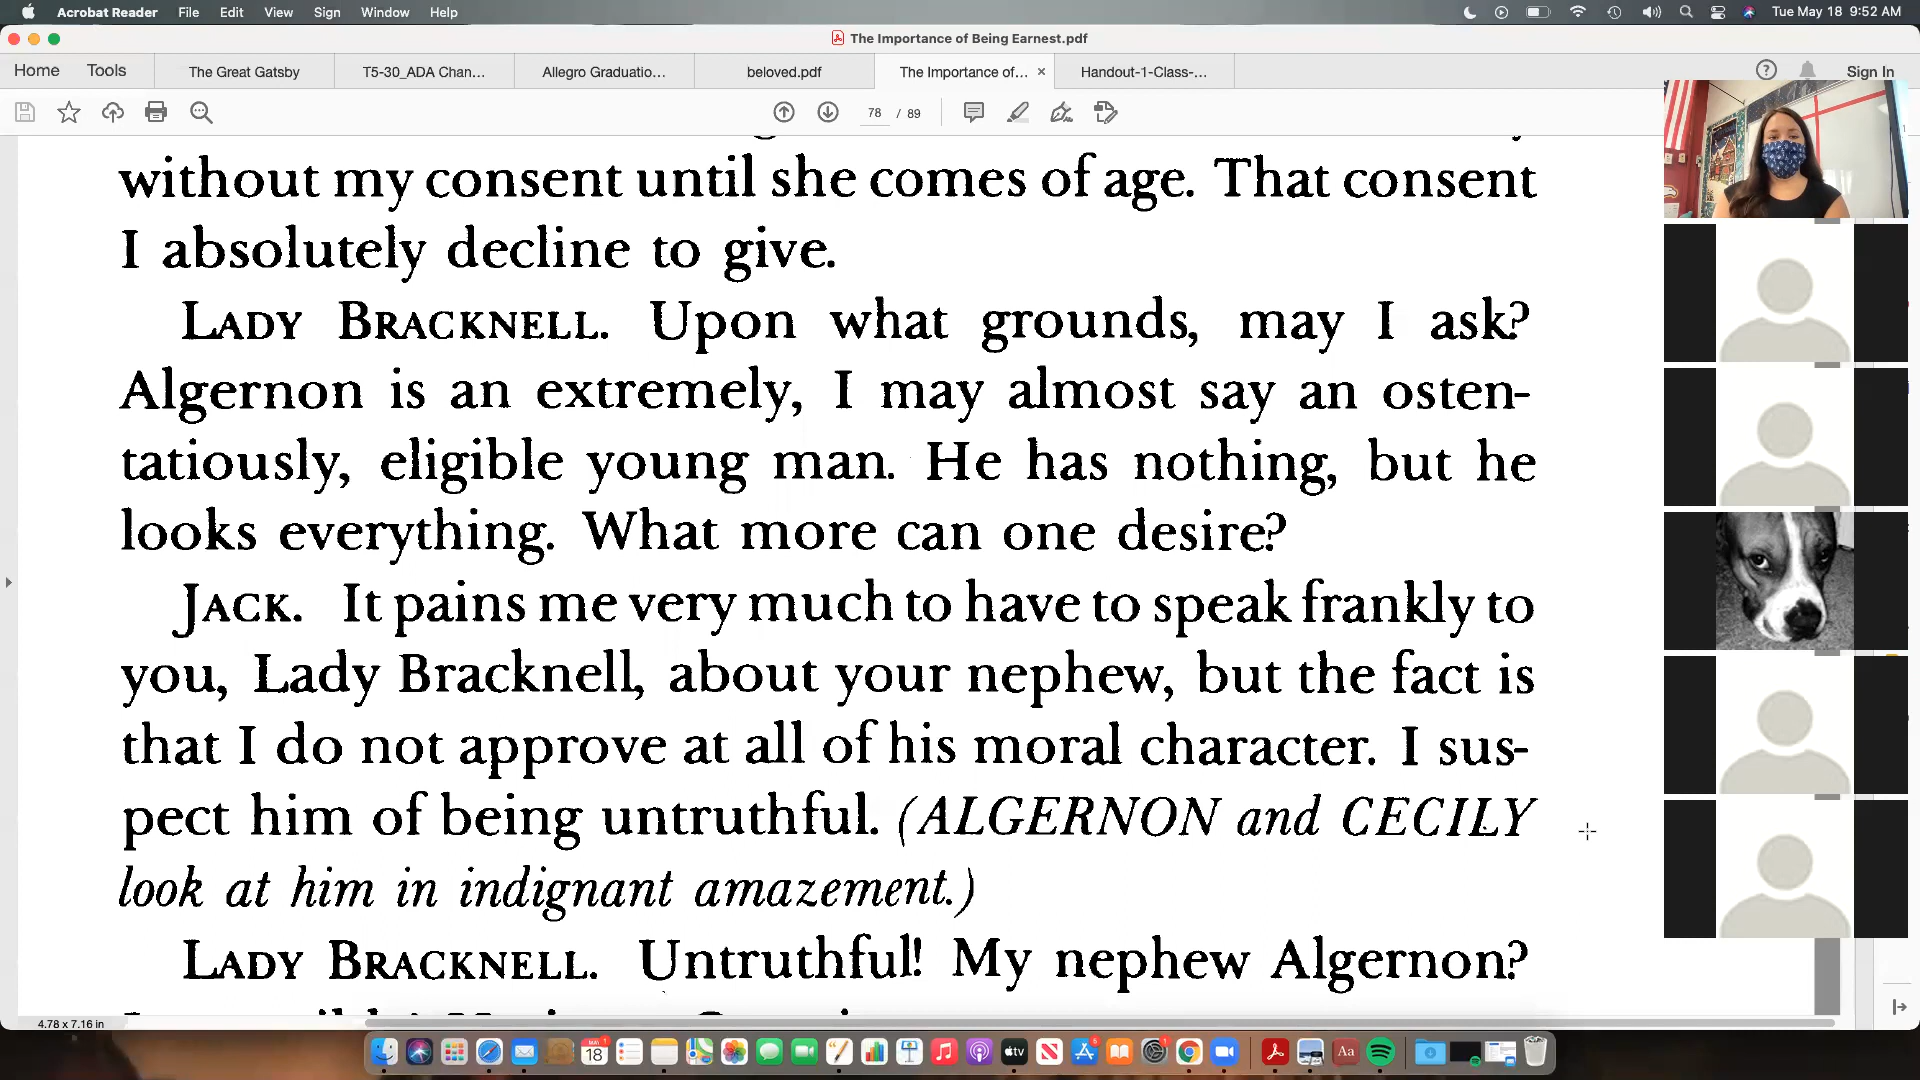 Acrobat Reader File Edit View Sign Window Help Tue May 18 9:52 AM
The Importance of Being Earnest.pdf
Home Tools The Great Gatsby T5-30_ADA Chan... Allegro Graduatio... beloved.pdf The Importance of... × Handout-1-Class-... Sign In
78 / 89
without my consent until she comes of age. That consent
I absolutely decline to give.
LADY BRACKNELL. Upon what grounds, may I ask?
Algernon is an extremely, I may almost say an osten-
tatiously, eligible young man. He has nothing, but he
looks everything. What more can one desire?
JACK. It pains me very much to have to speak frankly to
you, Lady Bracknell, about your nephew, but the fact is
that I do not approve at all of his moral character. I sus-
pect him of being untruthful. (ALGERNON and CECILY
look at him in indignant amazement.)
LADY BRACKNELL. Untruthful! My nephew Algernon?
4.78 x 7.16 in
18 tv Aa